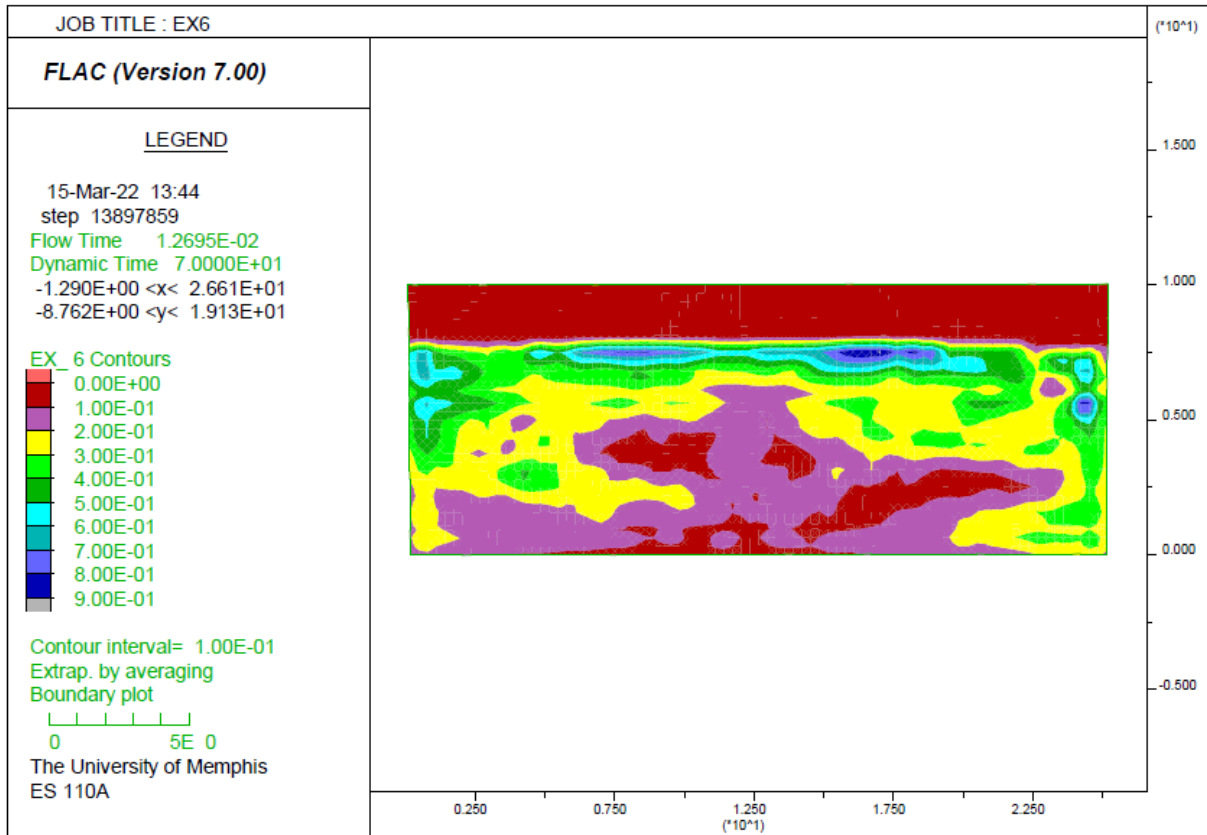 JOB TITLE : EX6
(*10^1)
FLAC (Version 7.00)
LEGEND
15-Mar-22 13:44
step 13897859
Flow Time 1.2695E-02
Dynamic Time 7.0000E+01
-1.290E+00 <x< 2.661E+01
-8.762E+00 <y< 1.913E+01
EX_ 6 Contours
0.00E+00
1.00E-01
2.00E-01
3.00E-01
4.00E-01
5.00E-01
6.00E-01
7.00E-01
8.00E-01
9.00E-01
Contour interval= 1.00E-01
Extrap. by averaging
Boundary plot
0 5E 0
The University of Memphis
ES 110A
1.500
1.000
0.500
0.000
-0.500
0.250 0.750 1.250 1.750 2.250
(*10^1)